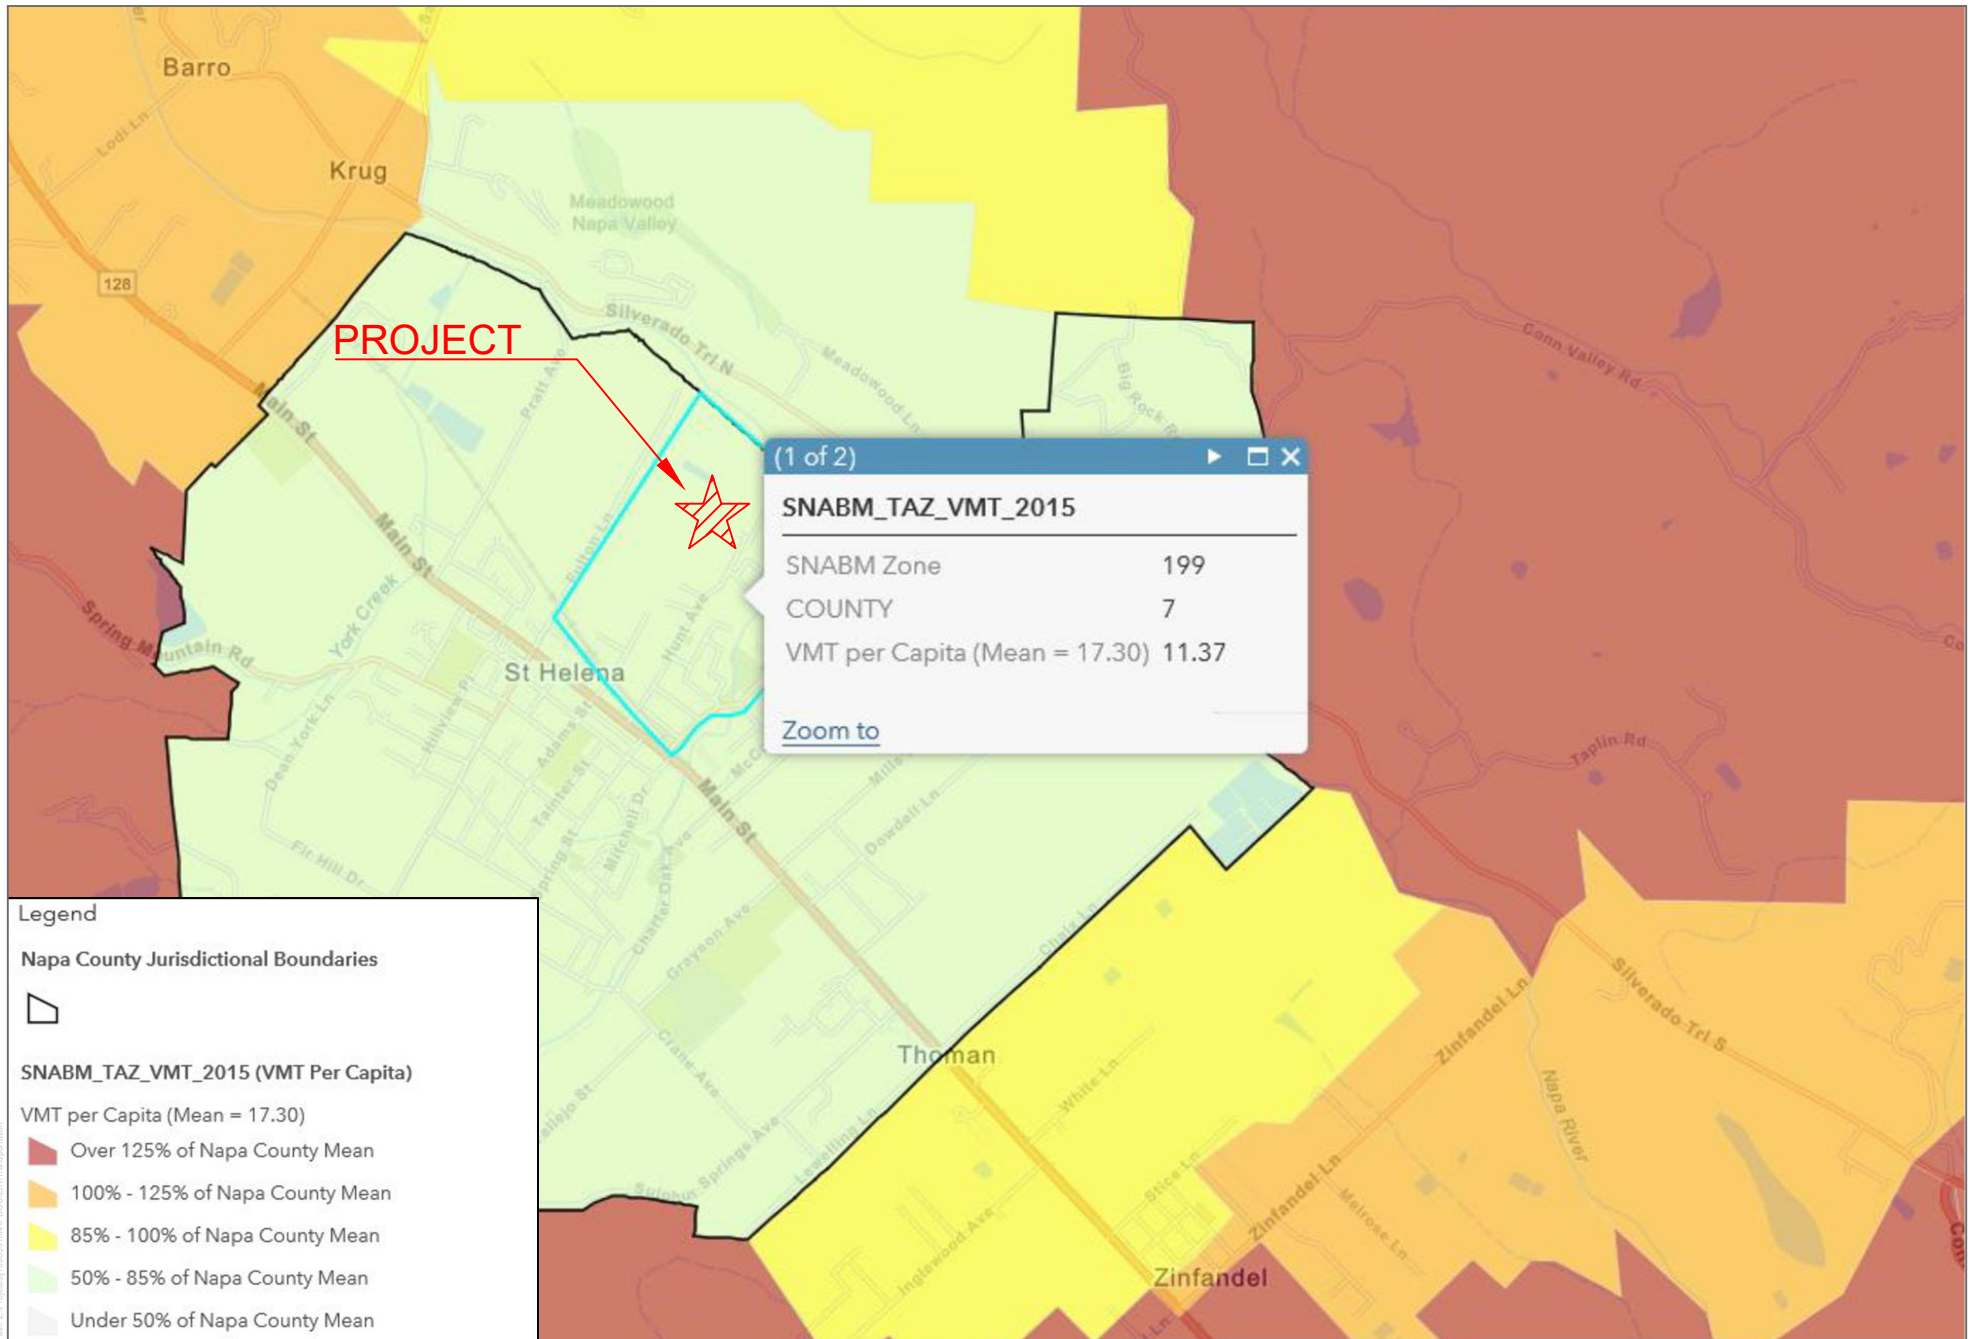 Barro
Lodi Ln
Krug
Meadowood
Napa Valley
128
Silverado Trl N
PROJECT
Pratt Ave
Meadowood Ln
Big Rock
Conn Valley Rd
Main St
Fulton Ln
(1 of 2)
SNABM_TAZ_VMT_2015
SNABM Zone 199
COUNTY 7
VMT per Capita (Mean = 17.30) 11.37
Zoom to
Main St
York Creek
Spring Mountain Rd
Hunt Ave
St Helena
Hillview Pl
Dean York Ln
Adams St
Tainter St
Mitchell Dr
Spring St
Main St
Dowdell Ln
Taplin Rd
Fir Hill Dr
Charter Oak Ave
Grayson Ave
Chaix Ln
Crane Ave
Thoman
White Ln
Zinfandel Ln
Silverado Trl S
Napa River
Sulphur Springs Ave
Lewelling Ln
Stice Ln
Inglewood Ave
Zinfandel Ln
Melrose Ln
Zinfandel
Legend
Napa County Jurisdictional Boundaries
SNABM_TAZ_VMT_2015 (VMT Per Capita)
VMT per Capita (Mean = 17.30)
Over 125% of Napa County Mean
100% - 125% of Napa County Mean
85% - 100% of Napa County Mean
50% - 85% of Napa County Mean
Under 50% of Napa County Mean